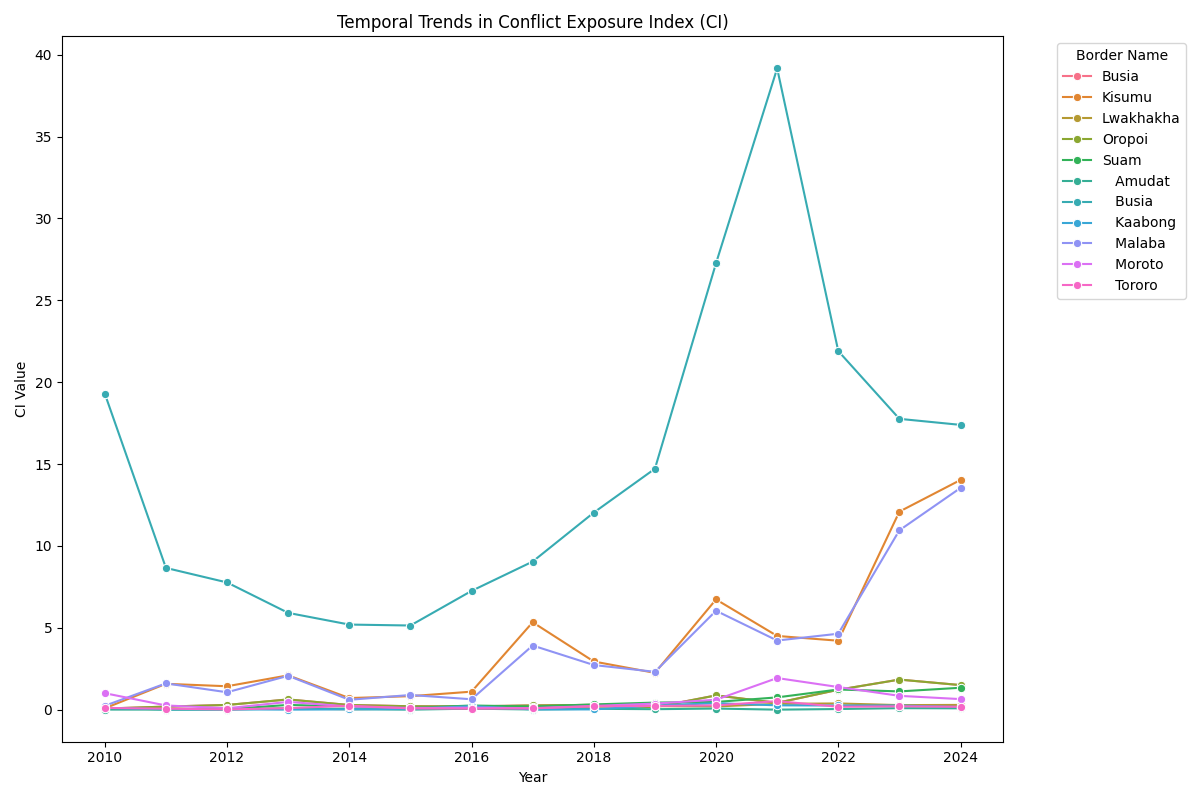 Temporal Trends in Conflict Exposure Index (CI)
CI Value
40
35
30
25
20
15
10
5
0
2010 2012 2014 2016 2018 2020 2022 2024
Year
Border Name
Busia
Kisumu
Lwakhakha
Oropoi
Suam
Amudat
Busia
Kaabong
Malaba
Moroto
Tororo